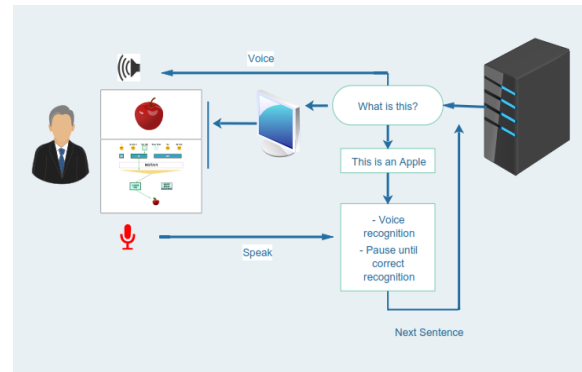 Voice
What is this?
This is an Apple
- Voice
recognition
- Pause until
correct
recognition
Speak
Next Sentence